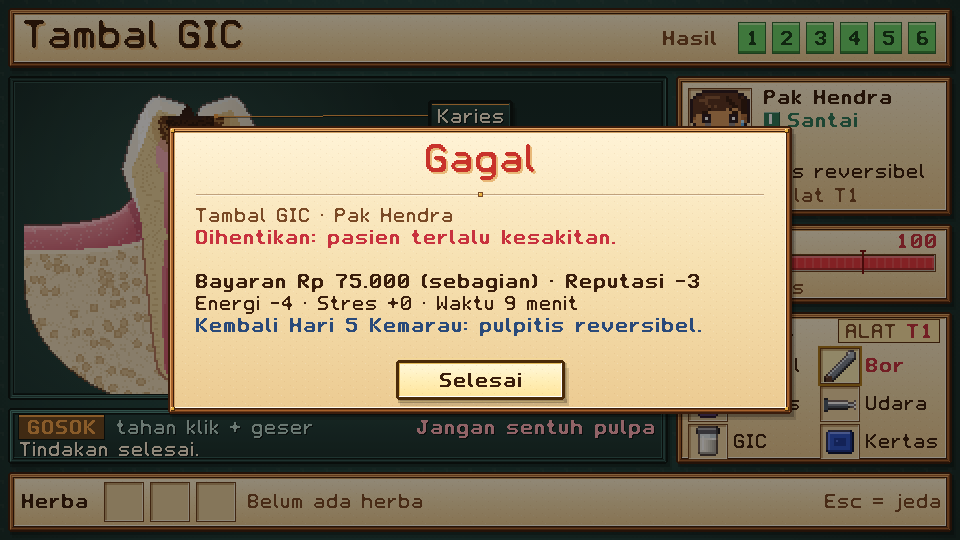 Tambal GIC
Hasil 1 2 3 4 5 6
Karies
Pak Hendra
Santai
s reversibel
lat T1
100
s
Gagal
Tambal GIC · Pak Hendra
Dihentikan: pasien terlalu kesakitan.
Bayaran Rp 75.000 (sebagian) · Reputasi -3
Energi -4 · Stres +0 · Waktu 9 menit
Kembali Hari 5 Kemarau: pulpitis reversibel.
Selesai
ALAT T1
l Bor
s Udara
GIC Kertas
GOSOK tahan klik + geser
Jangan sentuh pulpa
Tindakan selesai.
Herba Belum ada herba
Esc = jeda